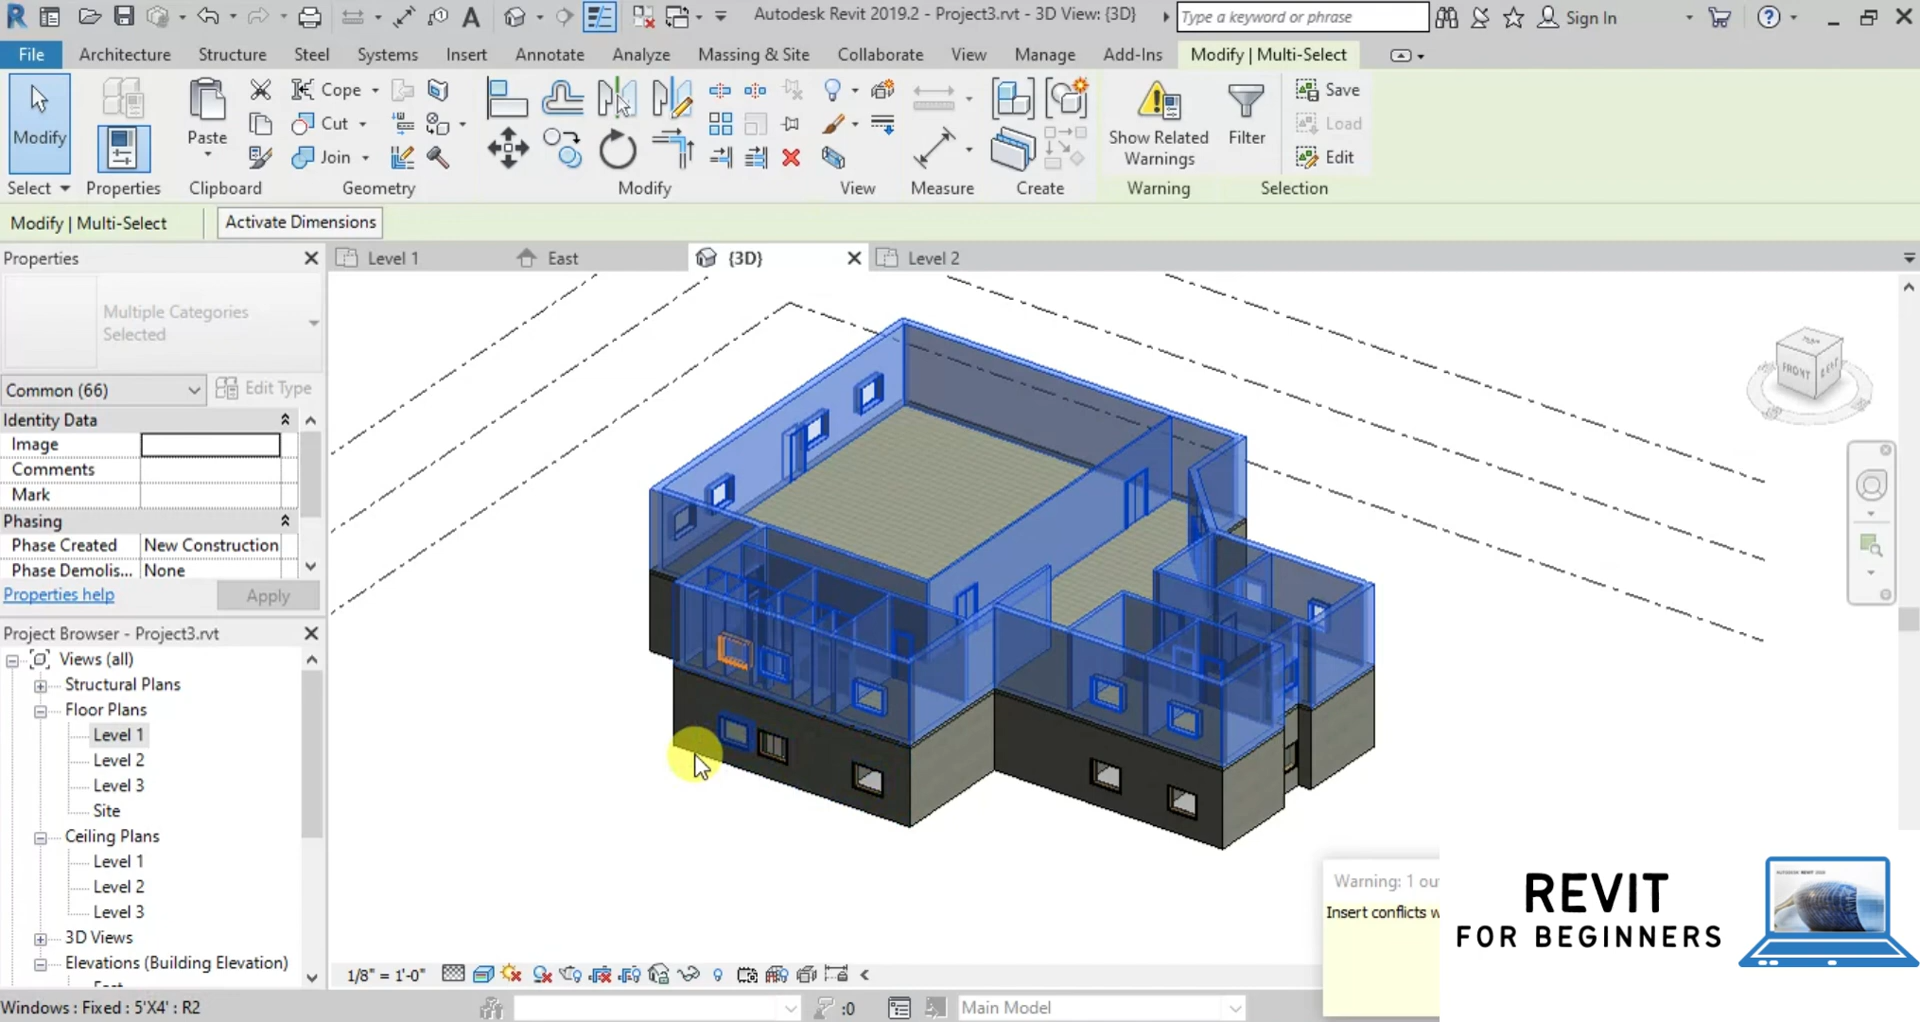 Autodesk Revit 2019.2 - Project3.rvt - 3D View: {3D}
Type a keyword or phrase
Sign In
File Architecture Structure Steel Systems Insert Annotate Analyze Massing & Site Collaborate View Manage Add-Ins Modify | Multi-Select
Modify
Paste
Cope
Cut
Join
Show Related
Warnings
Filter
Save
Load
Edit
Select Properties Clipboard Geometry Modify View Measure Create Warning Selection
Modify | Multi-Select Activate Dimensions
Properties
Level 1 East {3D} Level 2
Multiple Categories
Selected
Common (66) Edit Type
Identity Data
Image
Comments
Mark
Phasing
Phase Created New Construction
Phase Demolis... None
Properties help Apply
Project Browser - Project3.rvt
Views (all)
Structural Plans
Floor Plans
Level 1
Level 2
Level 3
Site
Ceiling Plans
Level 1
Level 2
Level 3
3D Views
Elevations (Building Elevation)
FRONT
Warning: 1 ou
Insert conflicts w
REVIT
FOR BEGINNERS
1/8" = 1'-0"
Windows : Fixed : 5'X4' : R2
:0
Main Model